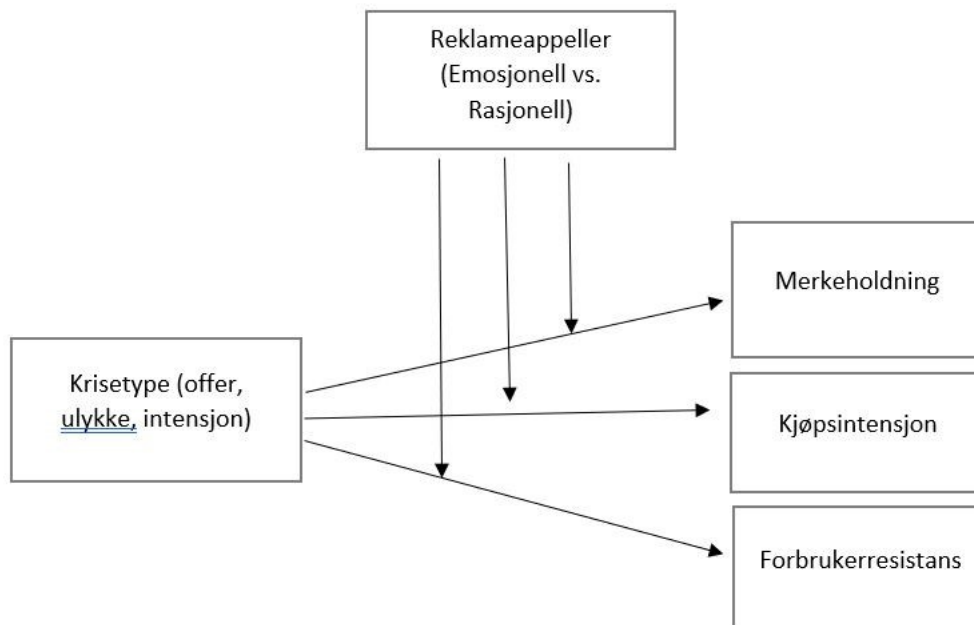 Reklameappeller
(Emosjonell vs.
Rasjonell)
Merkeholdning
Krisetype (offer,
ulykke, intensjon)
Kjøpsintensjon
Forbrukerresistans